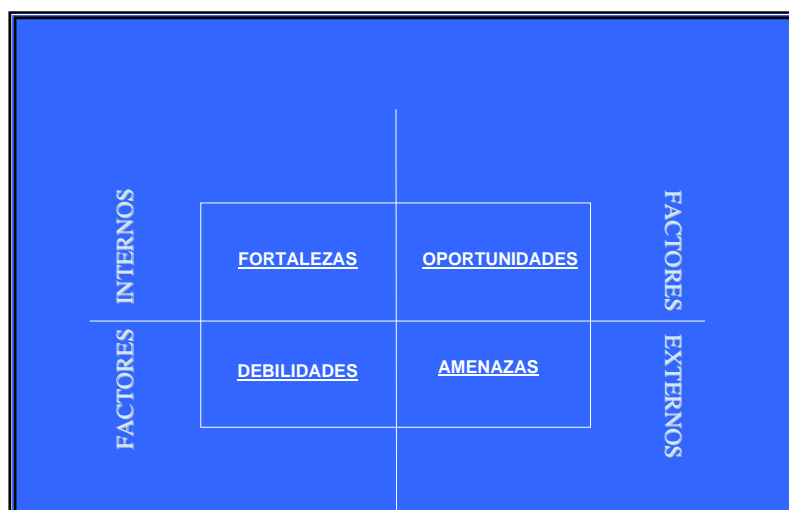 FACTORES INTERNOS
FORTALEZAS
OPORTUNIDADES
DEBILIDADES
AMENAZAS
FACTORES EXTERNOS